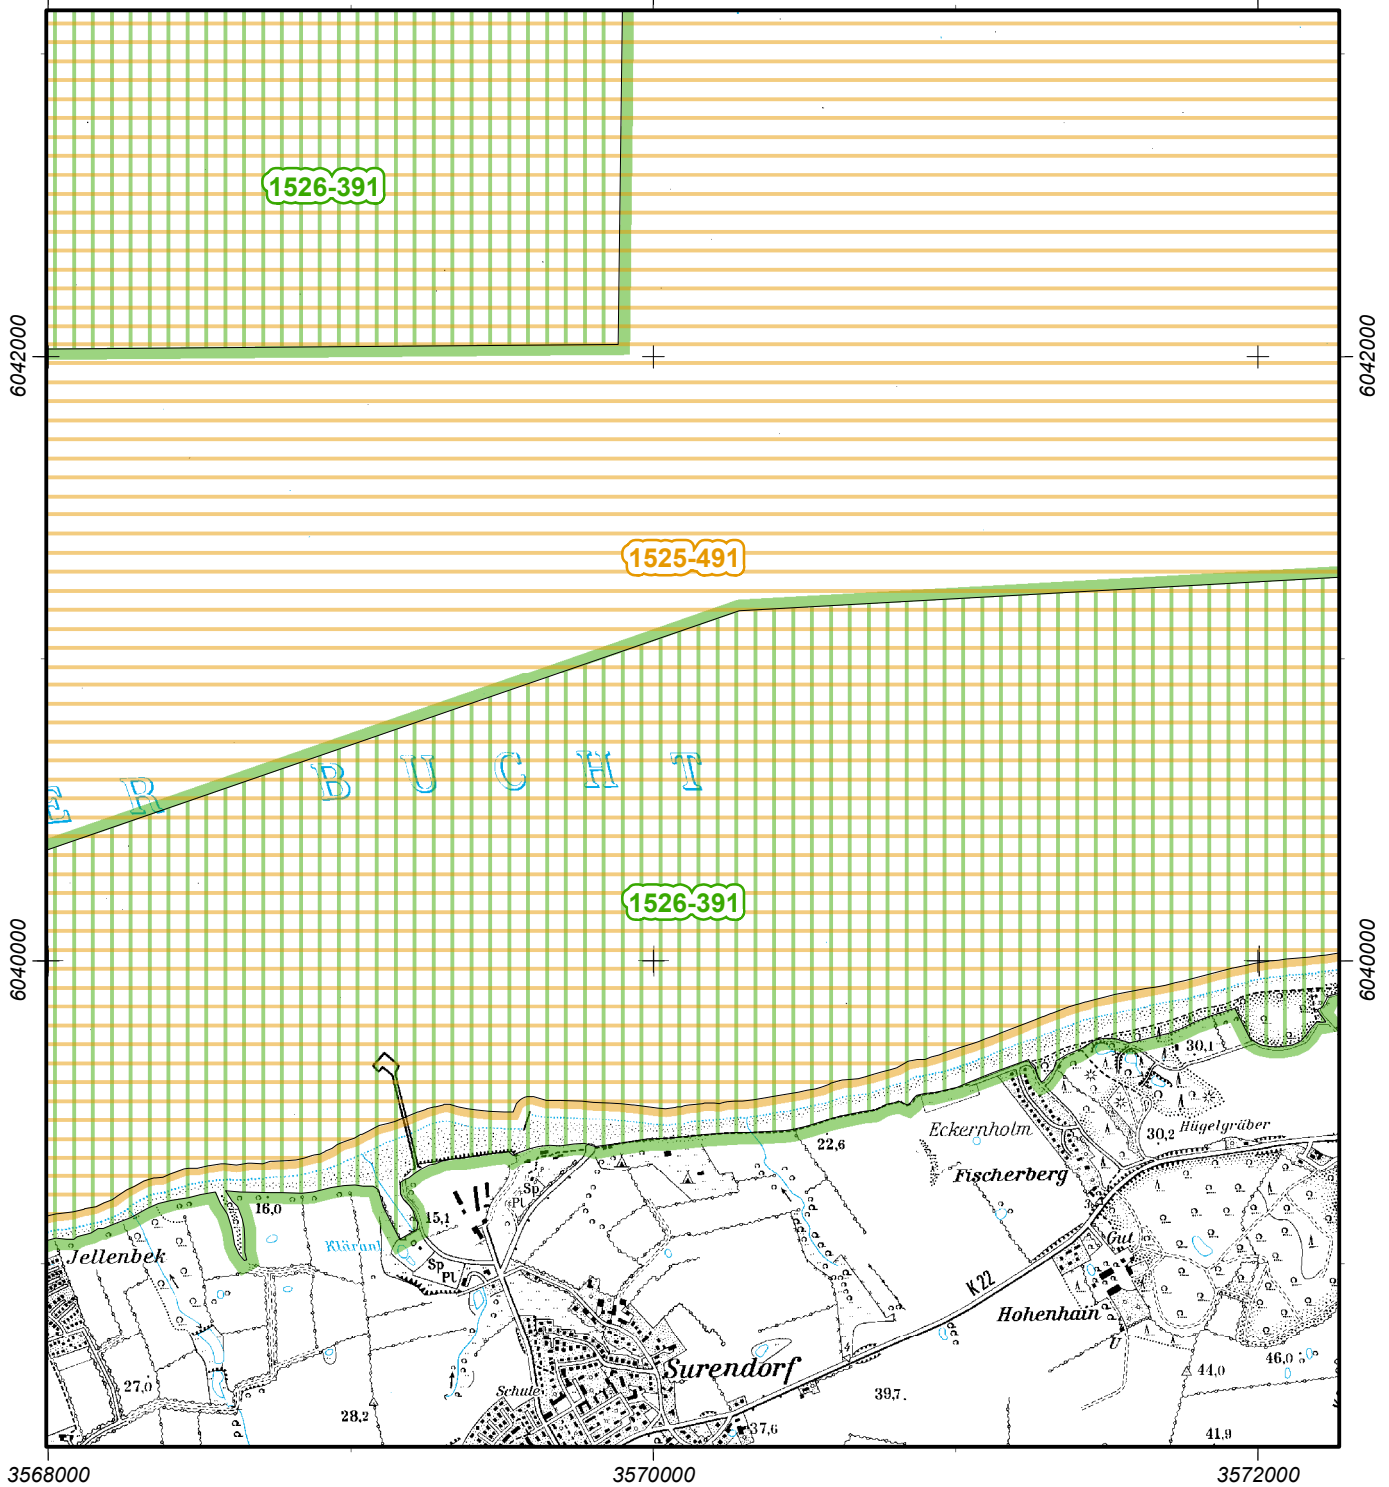 1526-391
6042000
6042000
1525-491
ER BUCHT
1526-391
6040000
6040000
30,1
Eckernholm
22,6
30,2
Hügelgräber
Fischerberg
Sp
Pl
16,0
15,1
Jellenbek
Kläranl
Sp
Pl
Gut
K 22
Hohenhain
U
Surendorf
44,0
46,0
27,0
Schule
39,7
28,2
37,6
41,9
3568000
3570000
3572000